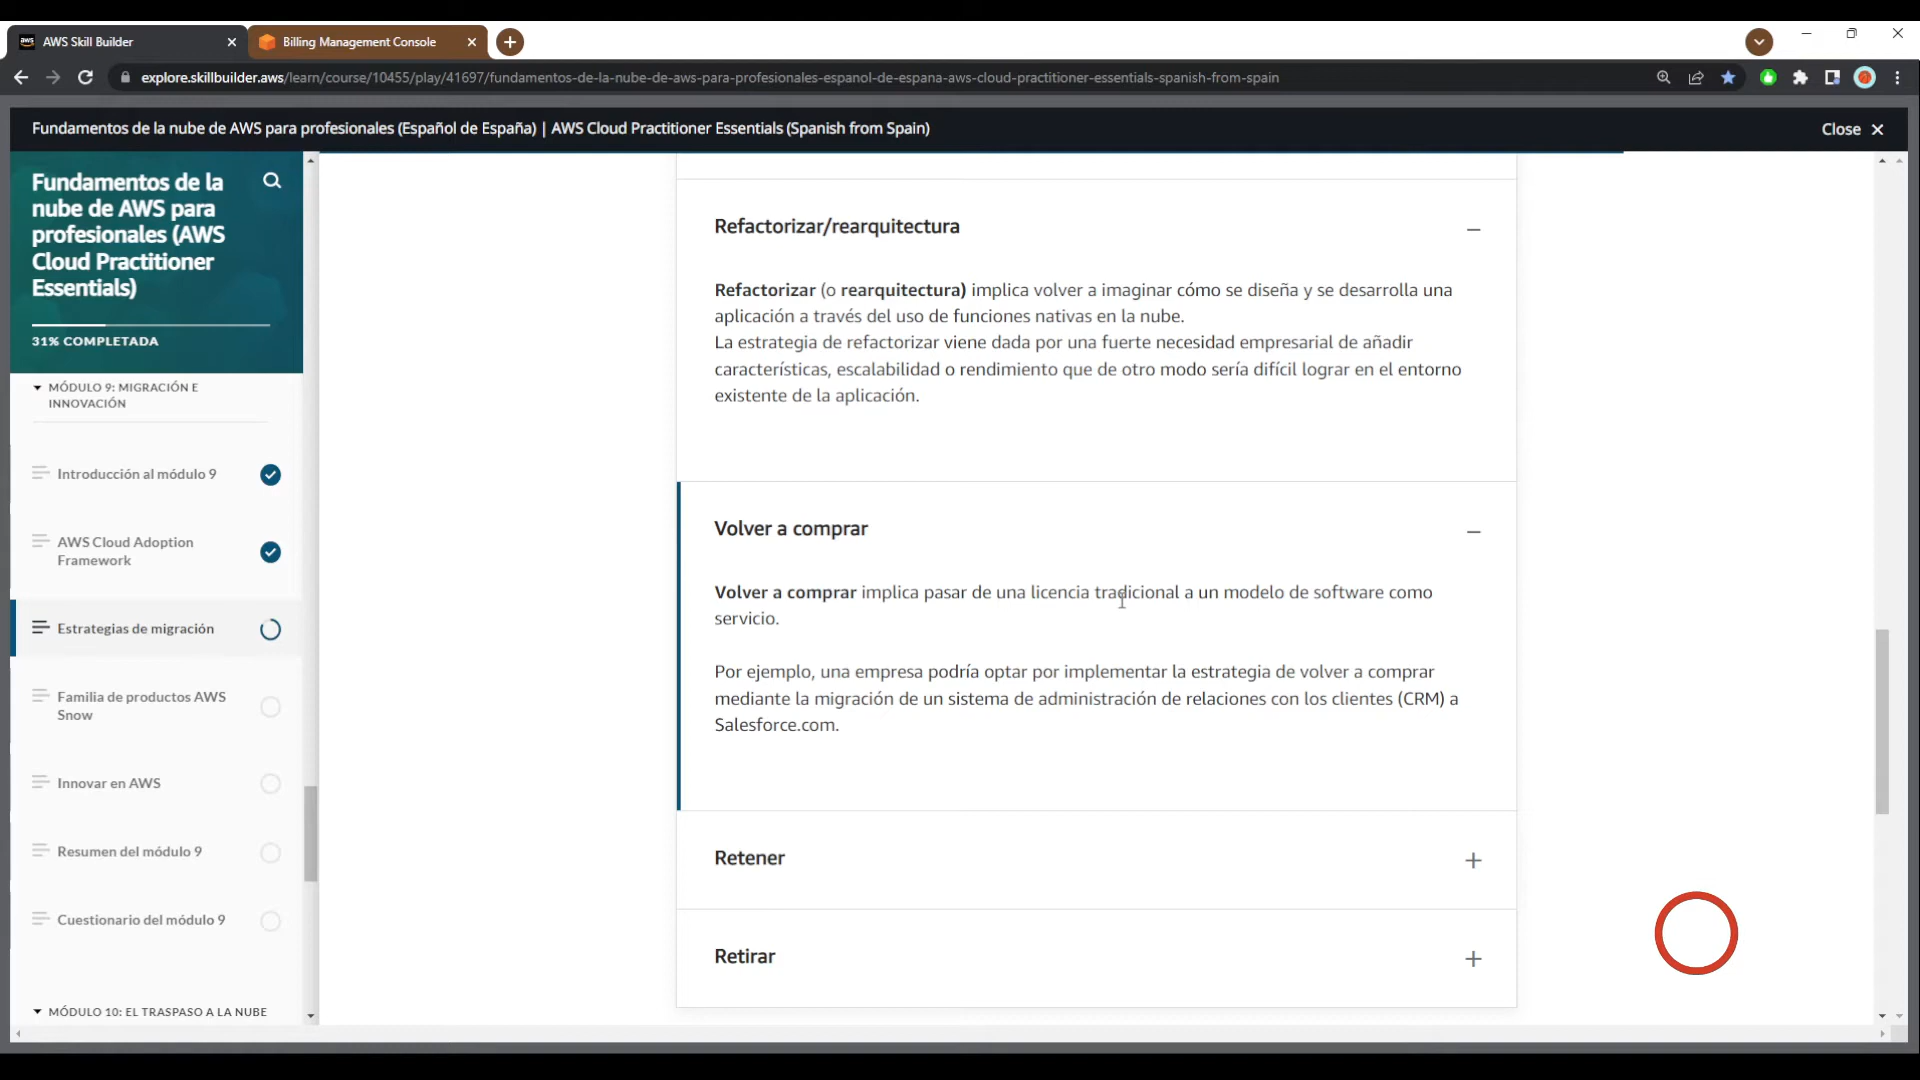 aws AWS Skill Builder
Billing Management Console
explore.skillbuilder.aws/learn/course/10455/play/41697/fundamentos-de-la-nube-de-aws-para-profesionales-espanol-de-espana-aws-cloud-practitioner-essentials-spanish-from-spain
Fundamentos de la nube de AWS para profesionales (Español de España) | AWS Cloud Practitioner Essentials (Spanish from Spain)
Close
Fundamentos de la
nube de AWS para
profesionales (AWS
Cloud Practitioner
Essentials)
31% COMPLETADA
MÓDULO 9: MIGRACIÓN E
INNOVACIÓN
Introducción al módulo 9
AWS Cloud Adoption
Framework
Estrategias de migración
Familia de productos AWS
Snow
Innovar en AWS
Resumen del módulo 9
Cuestionario del módulo 9
MÓDULO 10: EL TRASPASO A LA NUBE
Refactorizar/rearquitectura
Refactorizar (o rearquitectura) implica volver a imaginar cómo se diseña y se desarrolla una
aplicación a través del uso de funciones nativas en la nube.
La estrategia de refactorizar viene dada por una fuerte necesidad empresarial de añadir
características, escalabilidad o rendimiento que de otro modo sería difícil lograr en el entorno
existente de la aplicación.
Volver a comprar
Volver a comprar implica pasar de una licencia tradicional a un modelo de software como
servicio.
Por ejemplo, una empresa podría optar por implementar la estrategia de volver a comprar
mediante la migración de un sistema de administración de relaciones con los clientes (CRM) a
Salesforce.com.
Retener
Retirar